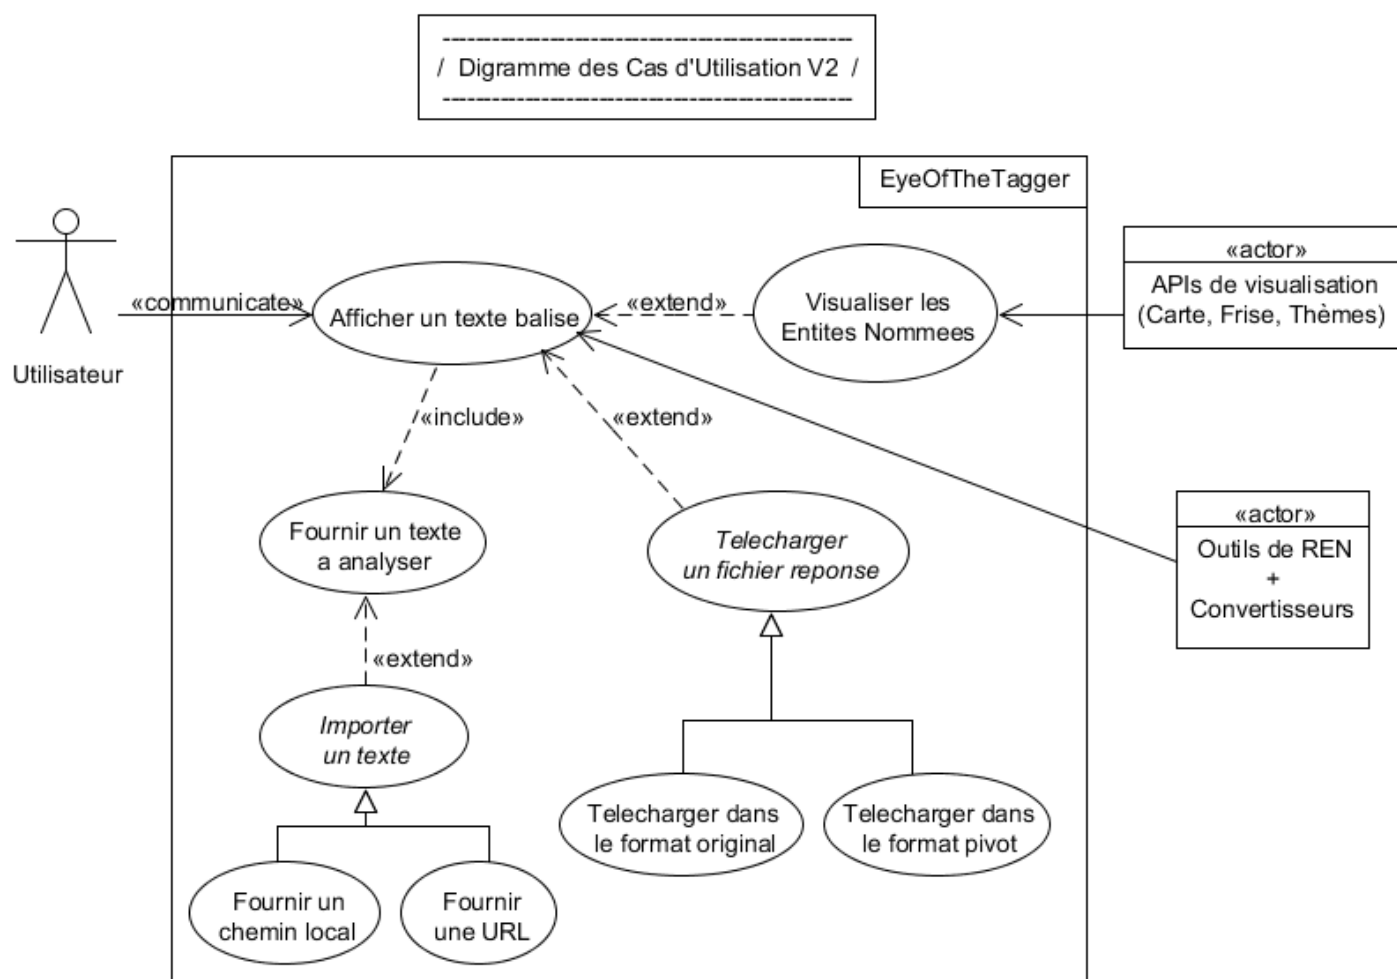 ----------------------------------------------------
/ Digramme des Cas d'Utilisation V2 /
----------------------------------------------------
EyeOfTheTagger
Utilisateur
«communicate»
Afficher un texte balise
«extend»
Visualiser les
Entites Nommees
«actor»
APIs de visualisation
(Carte, Frise, Thèmes)
«include»
«extend»
Fournir un texte
a analyser
Telecharger
un fichier reponse
«actor»
Outils de REN
+
Convertisseurs
«extend»
Importer
un texte
Telecharger dans
le format original
Telecharger dans
le format pivot
Fournir un
chemin local
Fournir
une URL